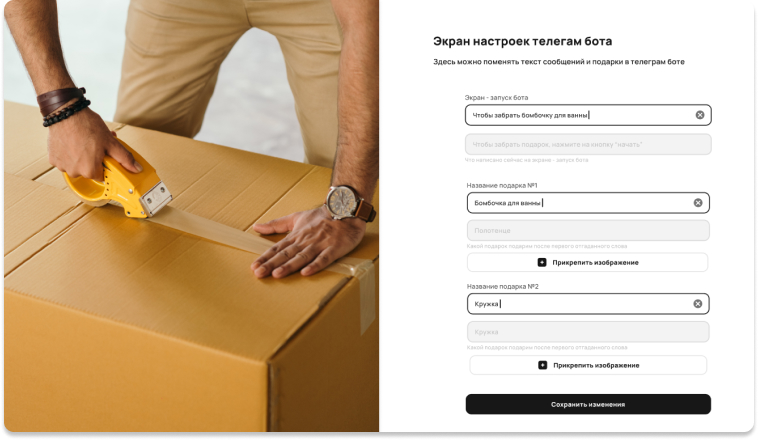 Экран настроек телегам бота
Здесь можно поменять текст сообщений и подарки в телеграм боте
Экран - запуск бота
Чтобы забрать бомбочку для ванны
Чтобы забрать подарок, нажмите на кнопку "начать"
Что написано сейчас на экране - запуск бота
Название подарка №1
Бомбочка для ванны
Полотенце
Какой подарок подарим после первого отгаданного слова
Прикрепить изображение
Название подарка №2
Кружка
Кружка
Какой подарок подарим после первого отгаданного слова
Прикрепить изображение
Сохранить изменения